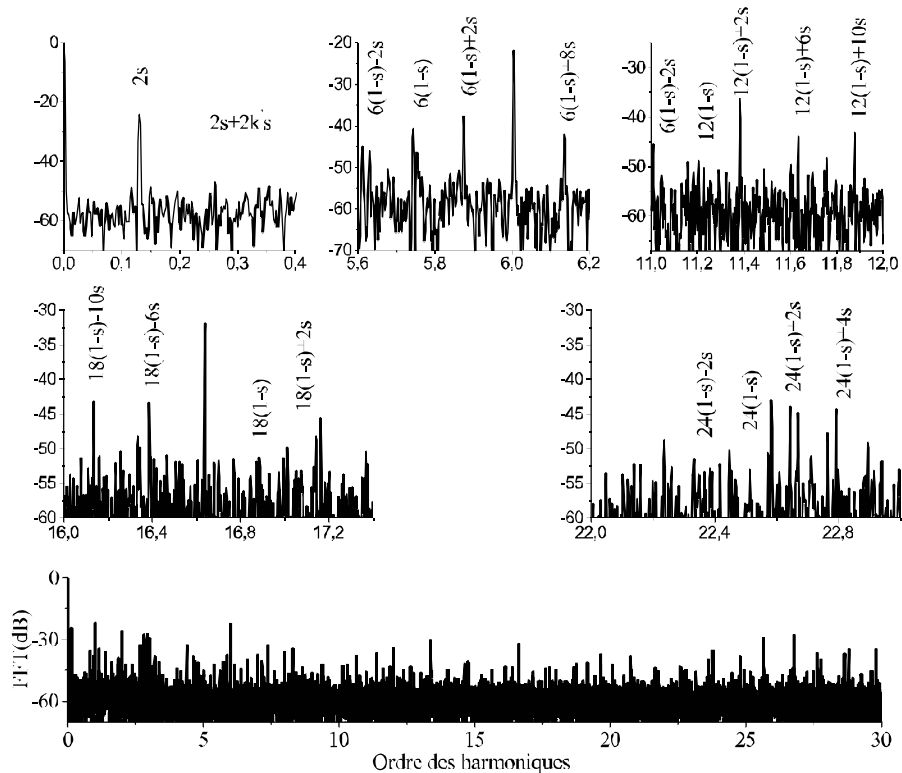 0
-20
-40
-60
0,0
0,1
0,2
0,3
0,4
2s
2s+2k's
-20
-30
-40
-50
-60
-70
5,6
5,8
6,0
6,2
6(1-s)-2s
6(1-s)
6(1-s)+2s
6(1-s)+8s
-30
-40
-50
-60
11,0
11,2
11,4
11,6
11,8
12,0
6(1-s)-2s
12(1-s)
12(1-s)+2s
12(1-s)+6s
12(1-s)+10s
-30
-35
-40
-45
-50
-55
-60
16,0
16,4
16,8
17,2
18(1-s)-10s
18(1-s)-6s
18(1-s)
18(1-s)+2s
-30
-35
-40
-45
-50
-55
-60
22,0
22,4
22,8
24(1-s)-2s
24(1-s)
24(1-s)+2s
24(1-s)+4s
FFT(dB)
0
-30
-60
0
5
10
15
20
25
30
Ordre des harmoniques